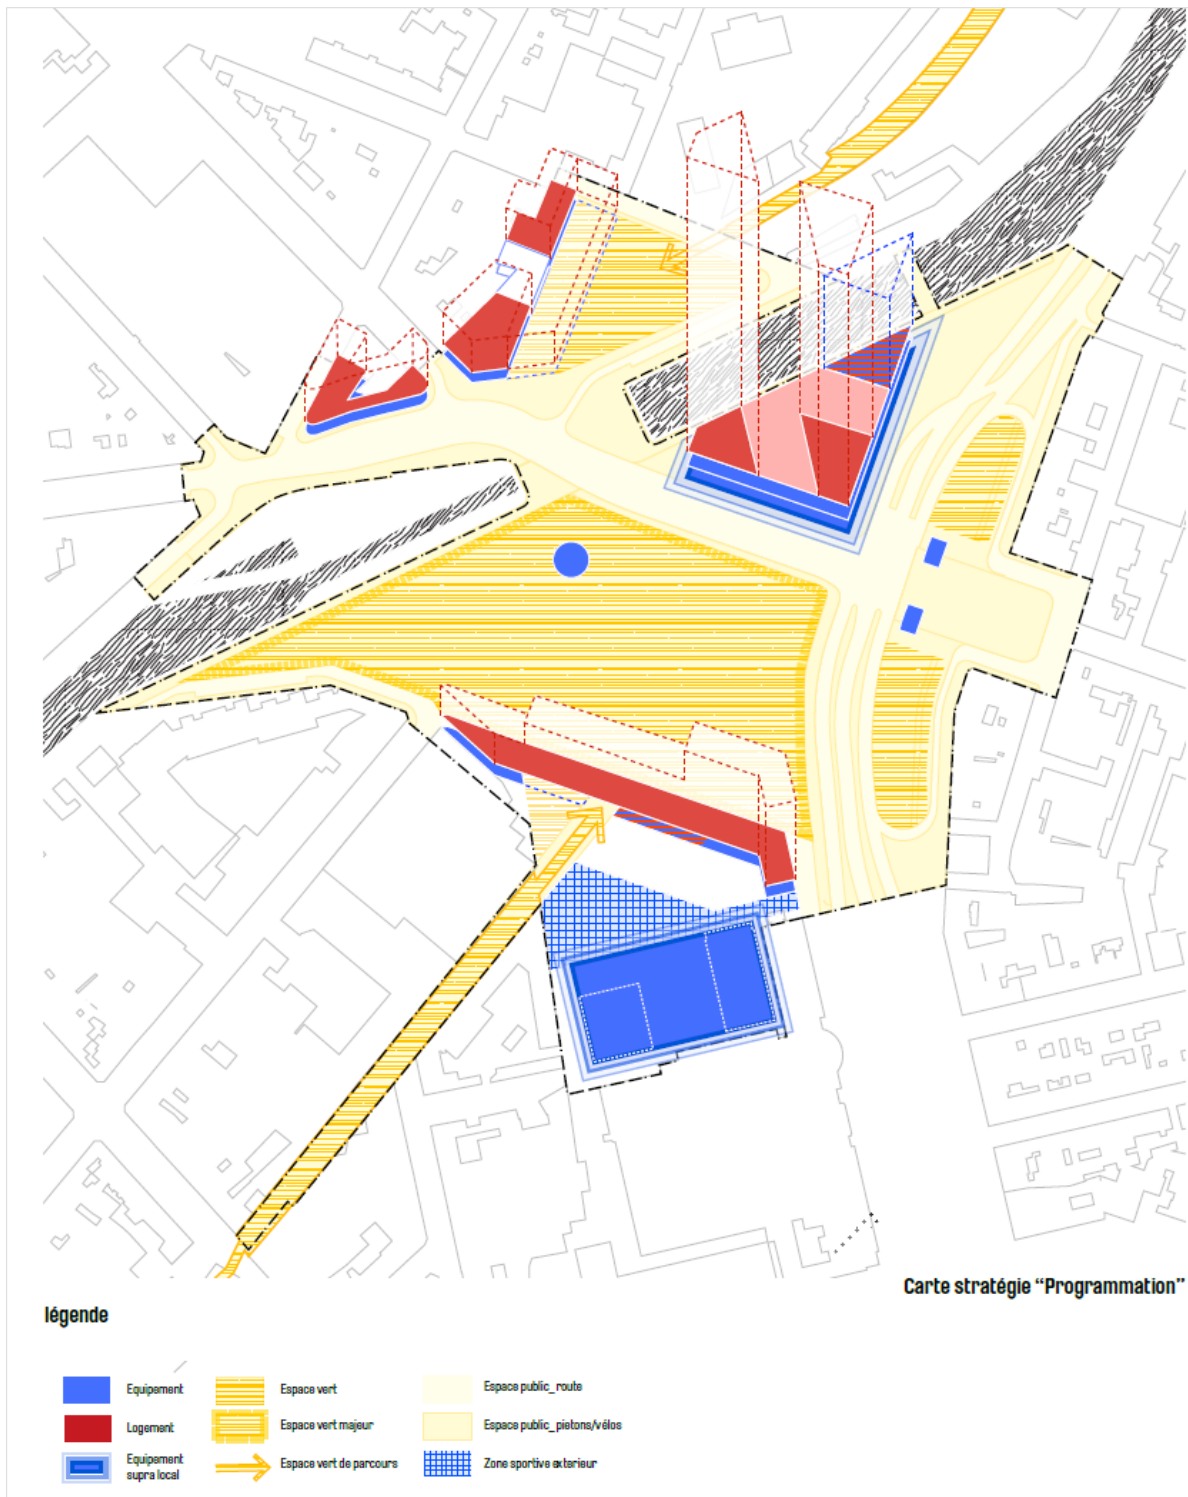 Carte stratégie “Programmation”
légende
Equipement
Logement
Equipement
supra local
Espace vert
Espace vert majeur
Espace vert de parcours
Espace public_route
Espace public_pietons/vélos
Zone sportive exterieur